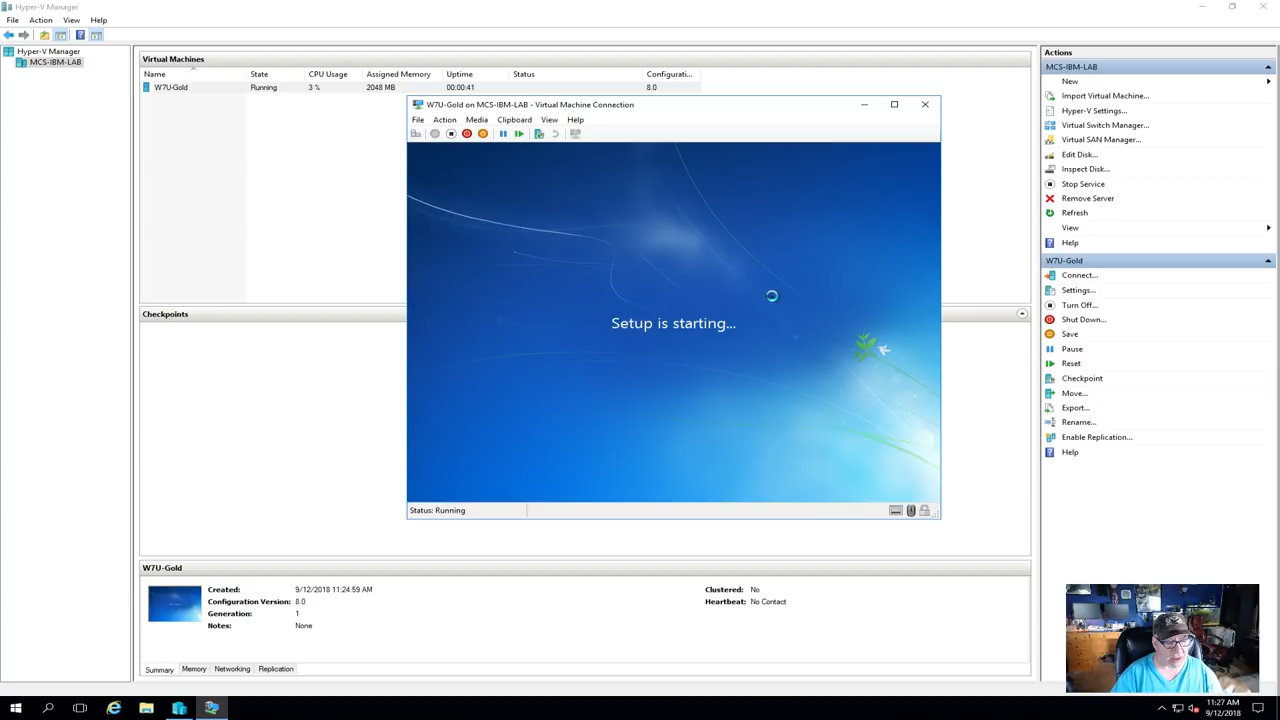 Hyper-V Manager
File Action View Help
Hyper-V Manager
MCS-IBM-LAB
Virtual Machines
Name State CPU Usage Assigned Memory Uptime Status Configurati...
W7U-Gold Running 3 % 2048 MB 00:00:41 8.0
W7U-Gold on MCS-IBM-LAB - Virtual Machine Connection
File Action Media Clipboard View Help
Setup is starting...
Status: Running
Checkpoints
W7U-Gold
Created: 9/12/2018 11:24:59 AM Clustered: No
Configuration Version: 8.0 Heartbeat: No Contact
Generation: 1
Notes: None
Summary Memory Networking Replication
Actions
MCS-IBM-LAB
New
Import Virtual Machine...
Hyper-V Settings...
Virtual Switch Manager...
Virtual SAN Manager...
Edit Disk...
Inspect Disk...
Stop Service
Remove Server
Refresh
View
Help
W7U-Gold
Connect...
Settings...
Turn Off...
Shut Down...
Save
Pause
Reset
Checkpoint
Move...
Export...
Rename...
Enable Replication...
Help
11:27 AM
9/12/2018